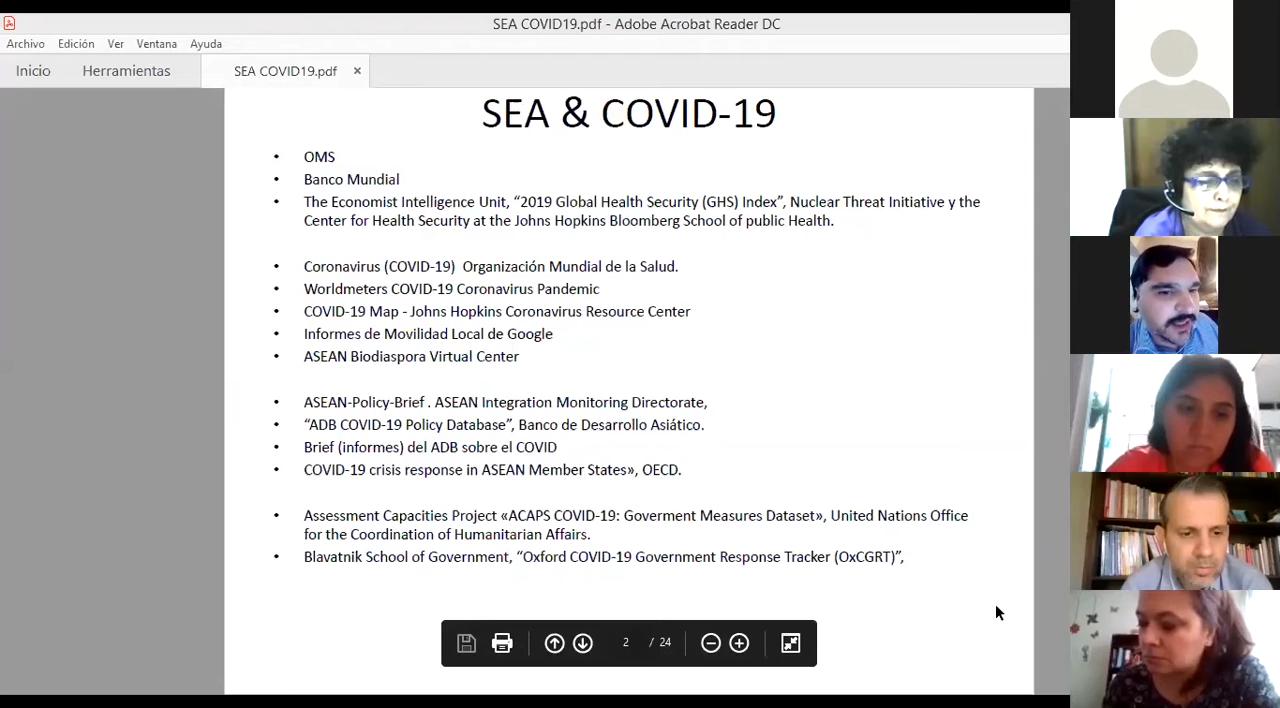 SEA COVID19.pdf - Adobe Acrobat Reader DC
Archivo Edición Ver Ventana Ayuda
Inicio Herramientas SEA COVID19.pdf ×
SEA & COVID-19
• OMS
• Banco Mundial
• The Economist Intelligence Unit, “2019 Global Health Security (GHS) Index”, Nuclear Threat Initiative y the
Center for Health Security at the Johns Hopkins Bloomberg School of public Health.
• Coronavirus (COVID-19) Organización Mundial de la Salud.
• Worldmeters COVID-19 Coronavirus Pandemic
• COVID-19 Map - Johns Hopkins Coronavirus Resource Center
• Informes de Movilidad Local de Google
• ASEAN Biodiaspora Virtual Center
• ASEAN-Policy-Brief . ASEAN Integration Monitoring Directorate,
• “ADB COVID-19 Policy Database”, Banco de Desarrollo Asiático.
• Brief (informes) del ADB sobre el COVID
• COVID-19 crisis response in ASEAN Member States», OECD.
• Assessment Capacities Project «ACAPS COVID-19: Goverment Measures Dataset», United Nations Office
for the Coordination of Humanitarian Affairs.
• Blavatnik School of Government, “Oxford COVID-19 Government Response Tracker (OxCGRT)”,
2 / 24